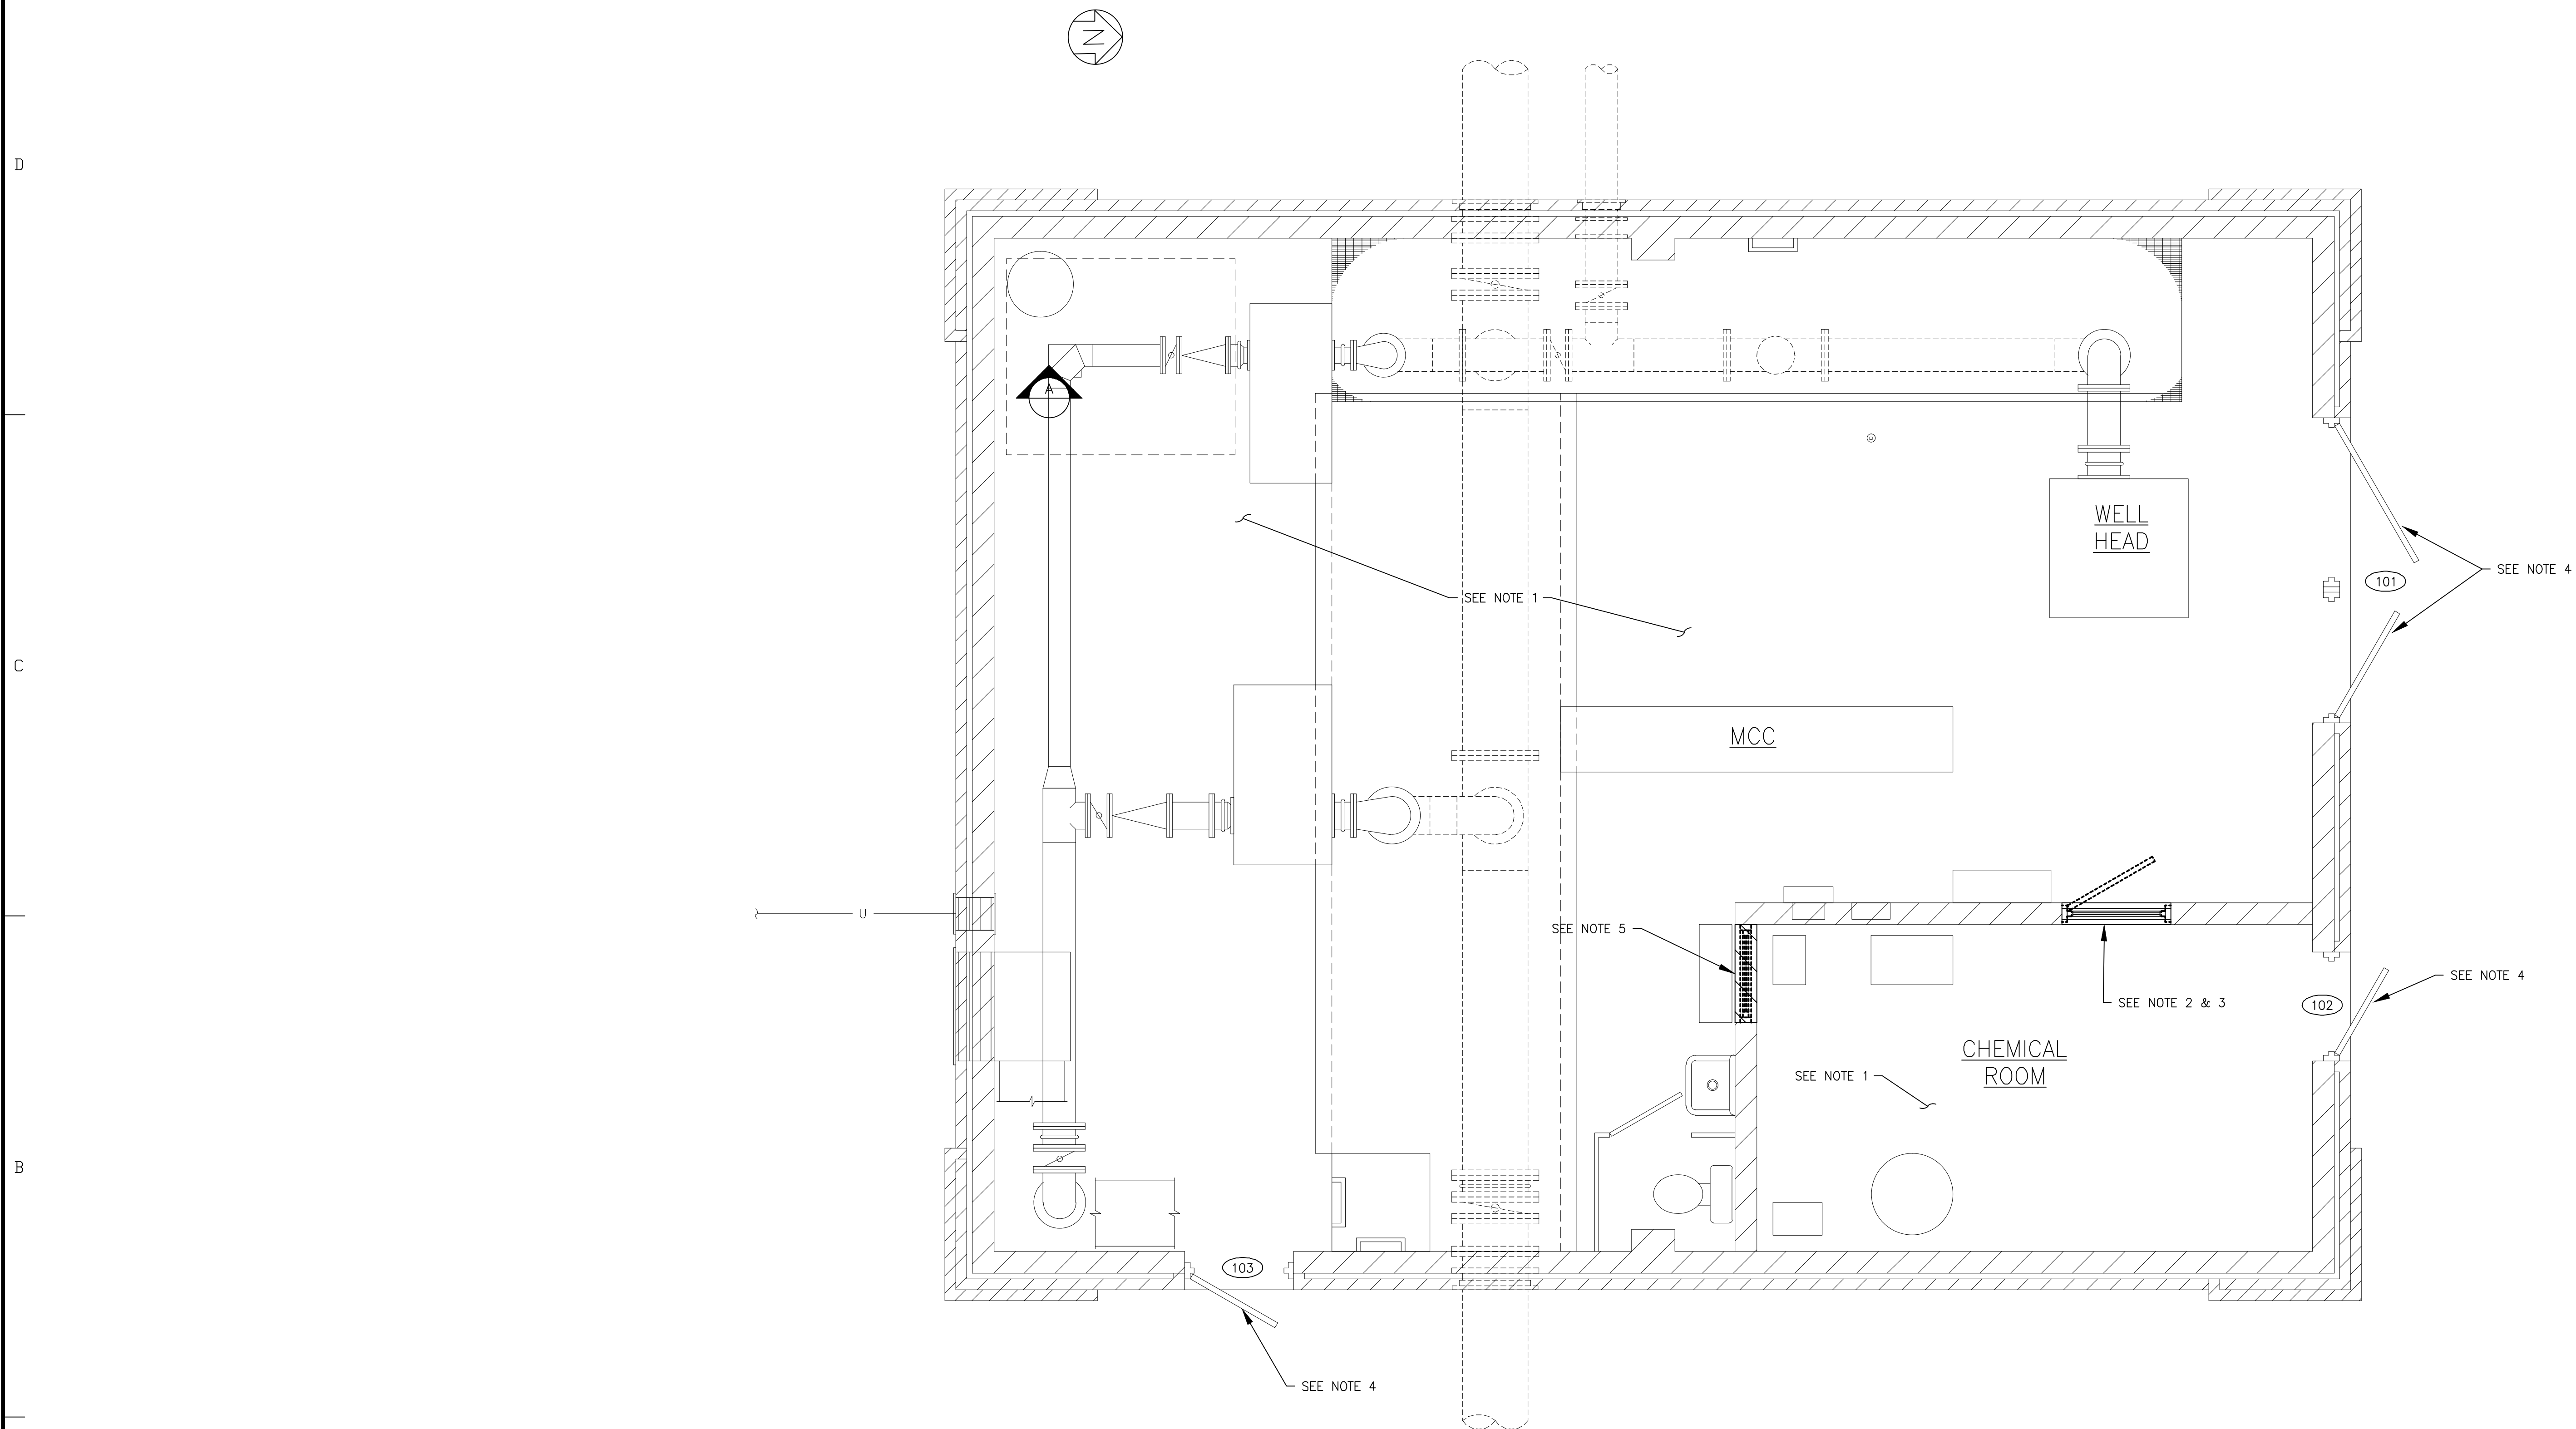 N
D
A
WELL
HEAD
SEE NOTE 4
101
SEE NOTE 1
C
MCC
U
SEE NOTE 5
SEE NOTE 4
102
SEE NOTE 2 & 3
CHEMICAL
ROOM
SEE NOTE 1
B
103
SEE NOTE 4